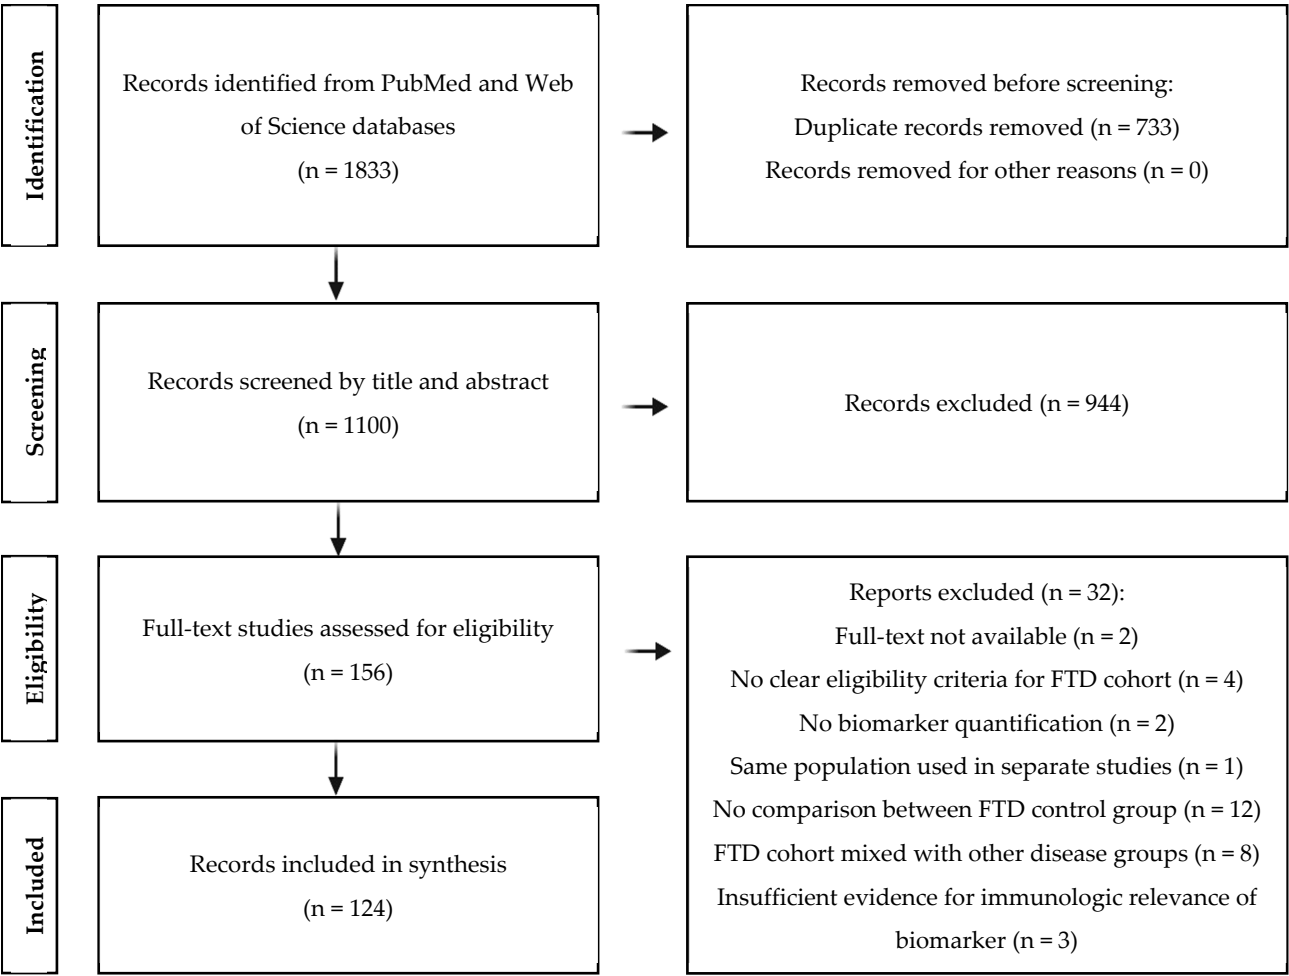 Identification
Records identified from PubMed and Web
of Science databases
(n = 1833)
Records removed before screening:
Duplicate records removed (n = 733)
Records removed for other reasons (n = 0)
Screening
Records screened by title and abstract
(n = 1100)
Records excluded (n = 944)
Eligibility
Full-text studies assessed for eligibility
(n = 156)
Reports excluded (n = 32):
Full-text not available (n = 2)
No clear eligibility criteria for FTD cohort (n = 4)
No biomarker quantification (n = 2)
Same population used in separate studies (n = 1)
No comparison between FTD control group (n = 12)
FTD cohort mixed with other disease groups (n = 8)
Insufficient evidence for immunologic relevance of
biomarker (n = 3)
Included
Records included in synthesis
(n = 124)